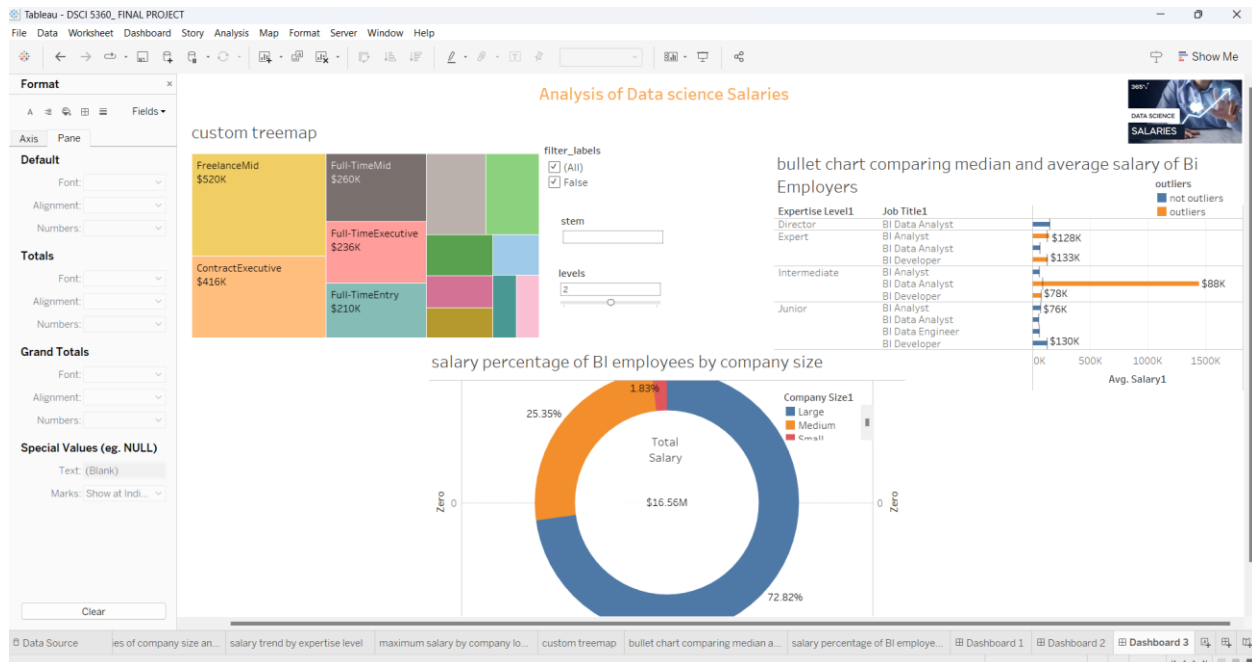 Tableau - DSCI 5360_ FINAL PROJECT
File Data Worksheet Dashboard Story Analysis Map Format Server Window Help
Show Me
Format
Fields
Axis Pane
Default
Font:
Alignment:
Numbers:
Totals
Font:
Alignment:
Numbers:
Grand Totals
Font:
Alignment:
Numbers:
Special Values (eg. NULL)
Text: (Blank)
Marks: Show at Indi...
Clear
Analysis of Data science Salaries
365
DATA SCIENCE
SALARIES
custom treemap
FreelanceMid
$520K
ContractExecutive
$416K
Full-TimeMid
$260K
Full-TimeExecutive
$236K
Full-TimeEntry
$210K
filter_labels
(All)
False
stem
levels
2
bullet chart comparing median and average salary of Bi
Employers
outliers
not outliers
outliers
Expertise Level1 Job Title1
Director BI Data Analyst
Expert BI Analyst $128K
BI Data Analyst
BI Developer $133K
Intermediate BI Analyst
BI Data Analyst $88K
BI Developer $78K
Junior BI Analyst $76K
BI Data Analyst
BI Data Engineer
BI Developer $130K
0K 500K 1000K 1500K
Avg. Salary1
salary percentage of BI employees by company size
1.83%
25.35%
72.82%
Total
Salary
$16.56M
Zero 0
0 Zero
Company Size1
Large
Medium
Small
Data Source ies of company size an... salary trend by expertise level maximum salary by company lo... custom treemap bullet chart comparing median a... salary percentage of BI employe... Dashboard 1 Dashboard 2 Dashboard 3